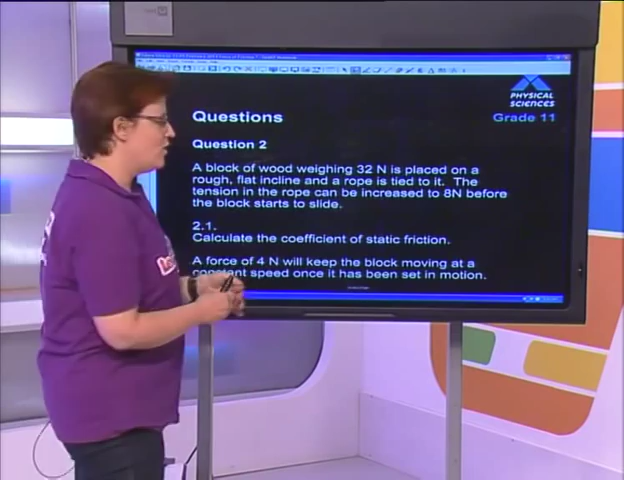 PHYSICAL
SCIENCES
Grade 11
Questions
Question 2
A block of wood weighing 32 N is placed on a
rough, flat incline and a rope is tied to it. The
tension in the rope can be increased to 8N before
the block starts to slide.
2.1.
Calculate the coefficient of static friction.
A force of 4 N will keep the block moving at a
constant speed once it has been set in motion.